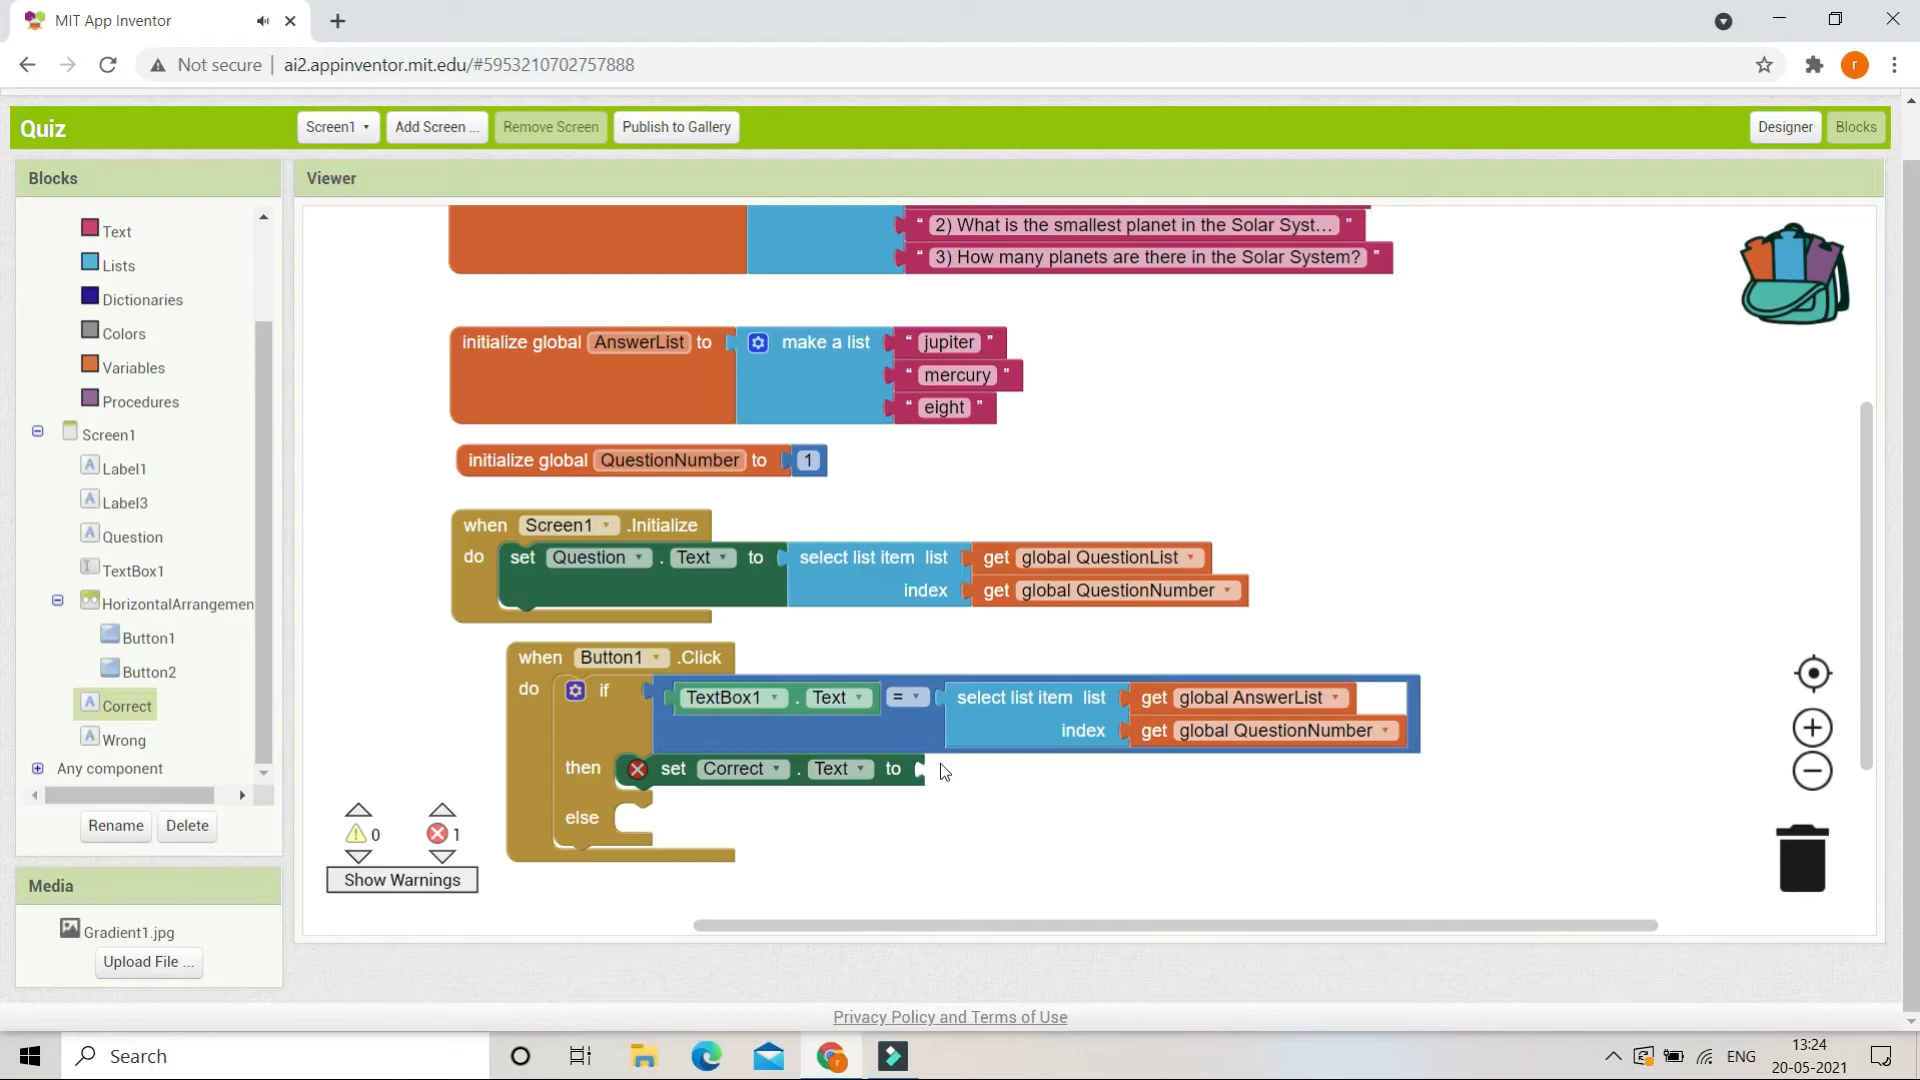 MIT App Inventor
Not secure | ai2.appinventor.mit.edu/#5953210702757888
r
Quiz
Screen1
Add Screen ...
Remove Screen
Publish to Gallery
Designer
Blocks
Blocks
Viewer
Text
Lists
Dictionaries
Colors
Variables
Procedures
Screen1
Label1
Label3
Question
TextBox1
HorizontalArrangemen
Button1
Button2
Correct
Wrong
Any component
Rename
Delete
Media
Gradient1.jpg
Upload File ...
“ 2) What is the smallest planet in the Solar Syst... ”
“ 3) How many planets are there in the Solar System? ”
initialize global AnswerList to make a list “ jupiter ”
“ mercury ”
“ eight ”
initialize global QuestionNumber to 1
when Screen1 .Initialize
do set Question . Text to select list item list get global QuestionList
index get global QuestionNumber
when Button1 .Click
do if TextBox1 . Text = select list item list get global AnswerList
index get global QuestionNumber
then set Correct . Text to
else
0 1
Show Warnings
Privacy Policy and Terms of Use
Search
ENG
13:24
20-05-2021